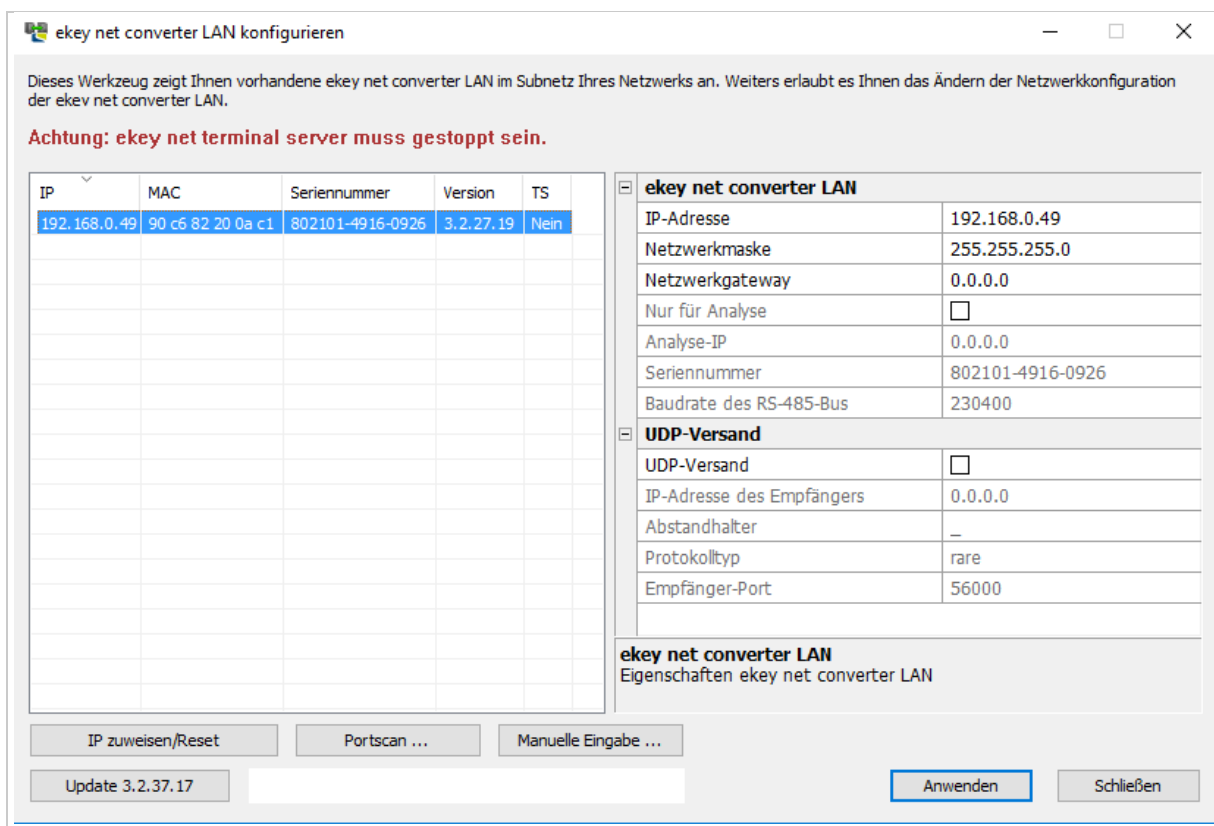 ekey net converter LAN konfigurieren
Dieses Werkzeug zeigt Ihnen vorhandene ekey net converter LAN im Subnetz Ihres Netzwerks an. Weiters erlaubt es Ihnen das Ändern der Netzwerkkonfiguration
der ekey net converter LAN.
Achtung: ekey net terminal server muss gestoppt sein.
IP MAC Seriennummer Version TS
192.168.0.49 90 c6 82 20 0a c1 802101-4916-0926 3.2.27.19 Nein
ekey net converter LAN
IP-Adresse 192.168.0.49
Netzwerkmaske 255.255.255.0
Netzwerkgateway 0.0.0.0
Nur für Analyse
Analyse-IP 0.0.0.0
Seriennummer 802101-4916-0926
Baudrate des RS-485-Bus 230400
UDP-Versand
UDP-Versand
IP-Adresse des Empfängers 0.0.0.0
Abstandhalter _
Protokolltyp rare
Empfänger-Port 56000
ekey net converter LAN
Eigenschaften ekey net converter LAN
IP zuweisen/Reset Portscan ... Manuelle Eingabe ...
Update 3.2.37.17 Anwenden Schließen